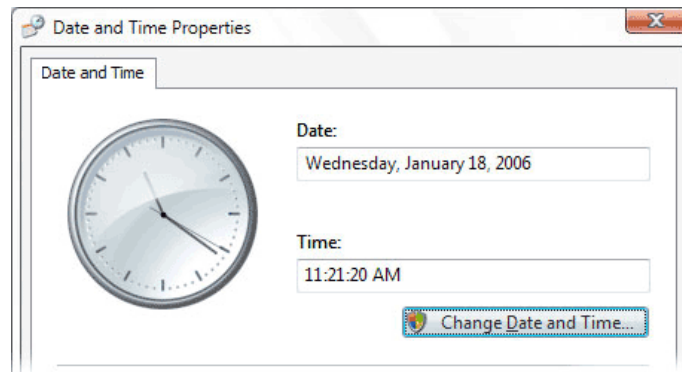 Date and Time Properties
Date and Time
Date:
Wednesday, January 18, 2006
Time:
11:21:20 AM
Change Date and Time...